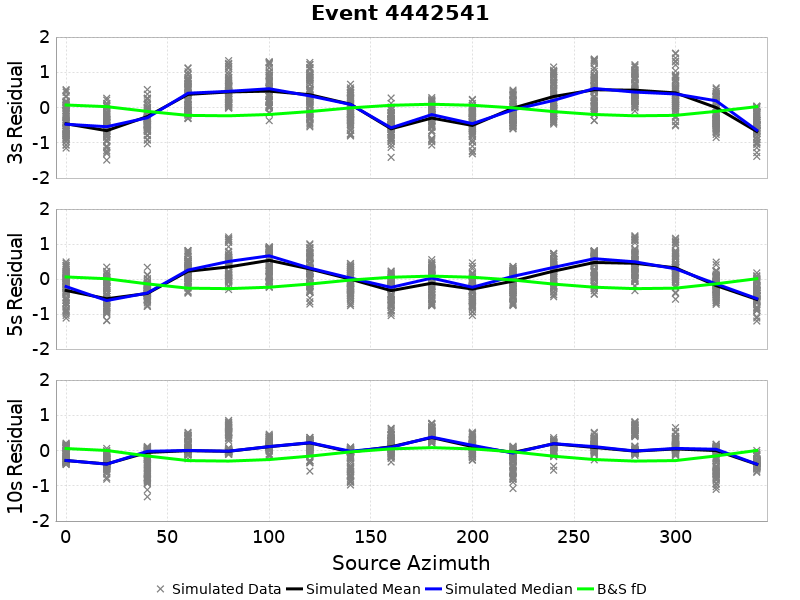 Event 4442541
3s Residual
2
1
0
-1
-2
5s Residual
2
1
0
-1
-2
10s Residual
2
1
0
-1
-2
0 50 100 150 200 250 300
Source Azimuth
Simulated Data Simulated Mean Simulated Median B&S fD